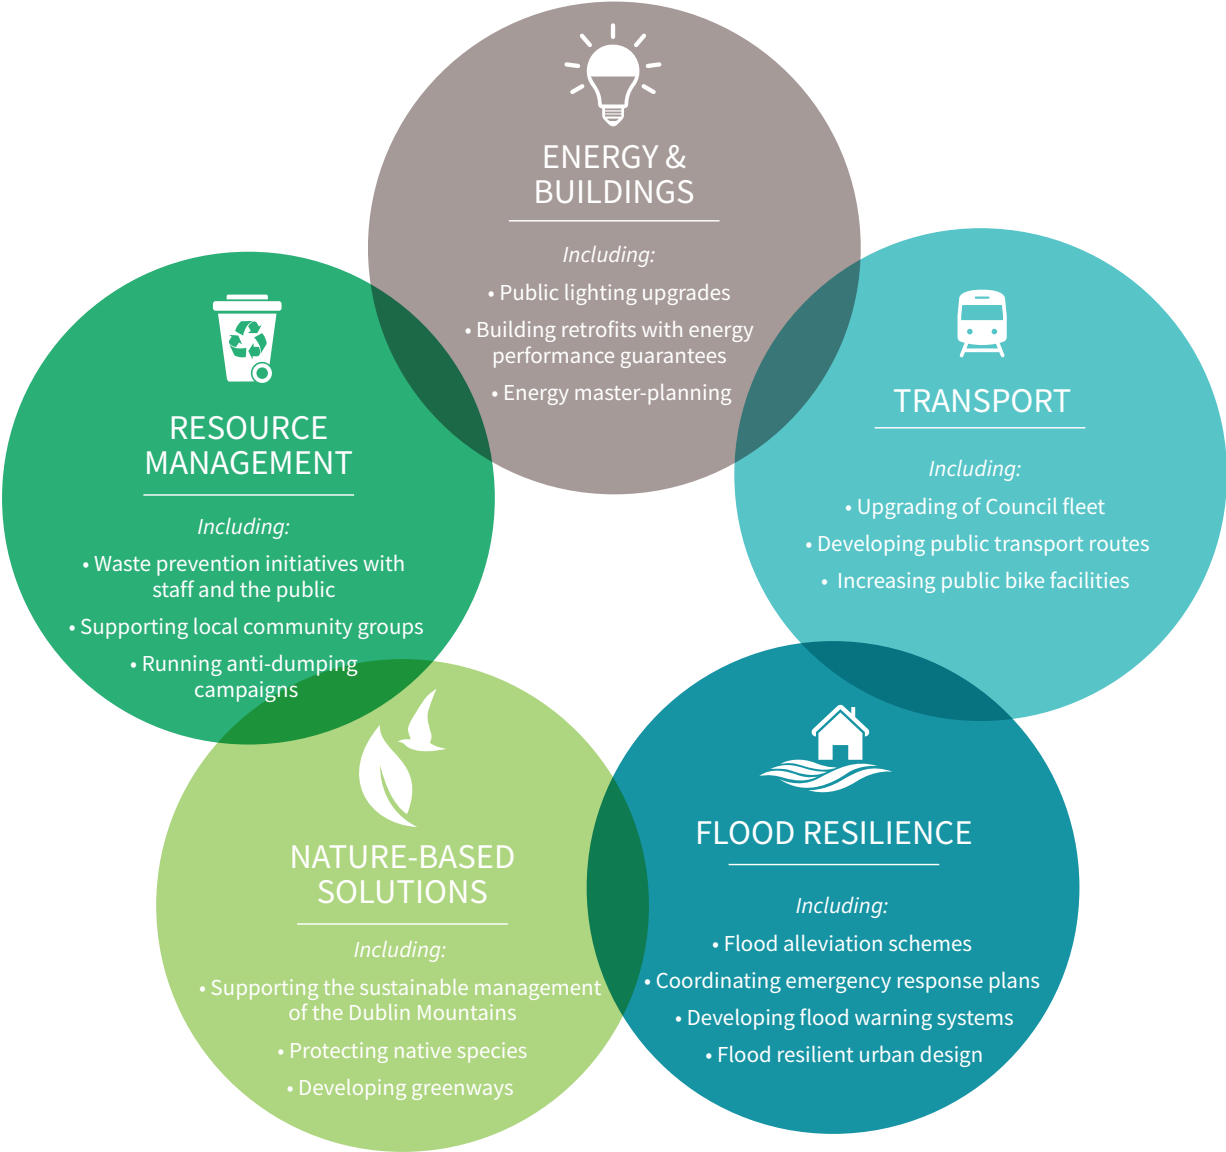 ENERGY &
BUILDINGS
Including:
• Public lighting upgrades
• Building retrofits with energy
performance guarantees
• Energy master-planning
TRANSPORT
Including:
• Upgrading of Council fleet
• Developing public transport routes
• Increasing public bike facilities
RESOURCE
MANAGEMENT
Including:
• Waste prevention initiatives with
staff and the public
• Supporting local community groups
• Running anti-dumping
campaigns
FLOOD RESILIENCE
Including:
• Flood alleviation schemes
• Coordinating emergency response plans
• Developing flood warning systems
• Flood resilient urban design
NATURE-BASED
SOLUTIONS
Including:
• Supporting the sustainable management
of the Dublin Mountains
• Protecting native species
• Developing greenways